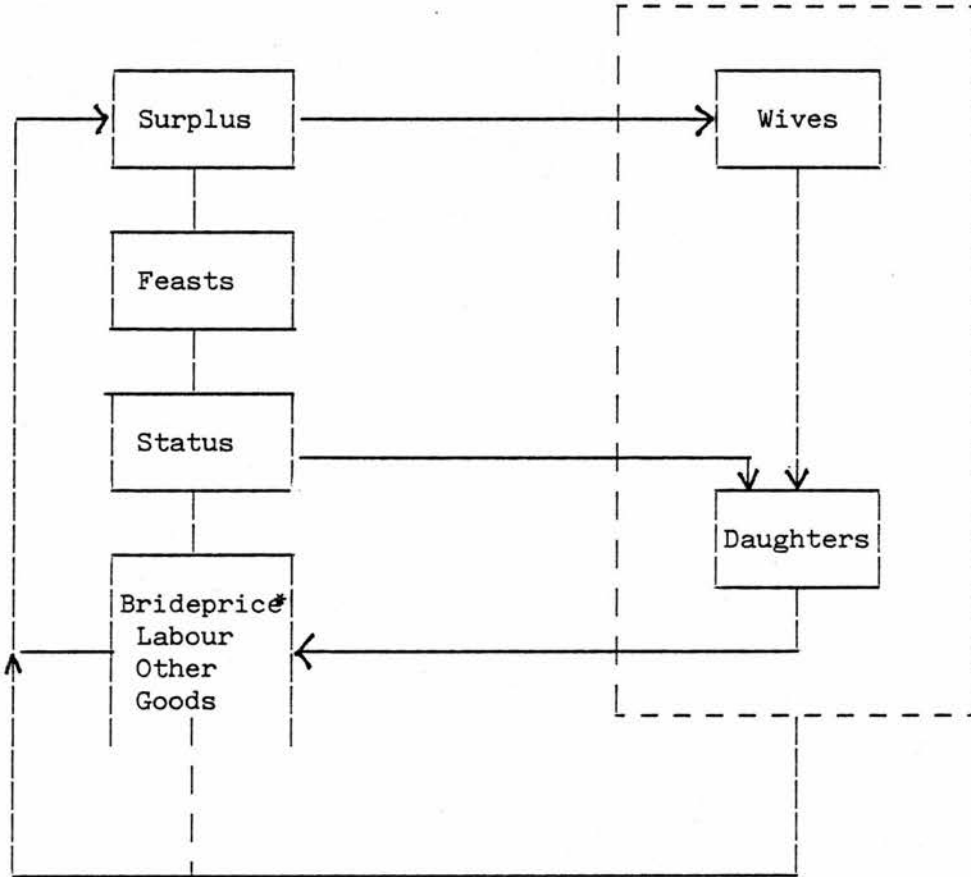 Surplus
Wives
Feasts
Status
Daughters
Brideprice*
Labour
Other
Goods